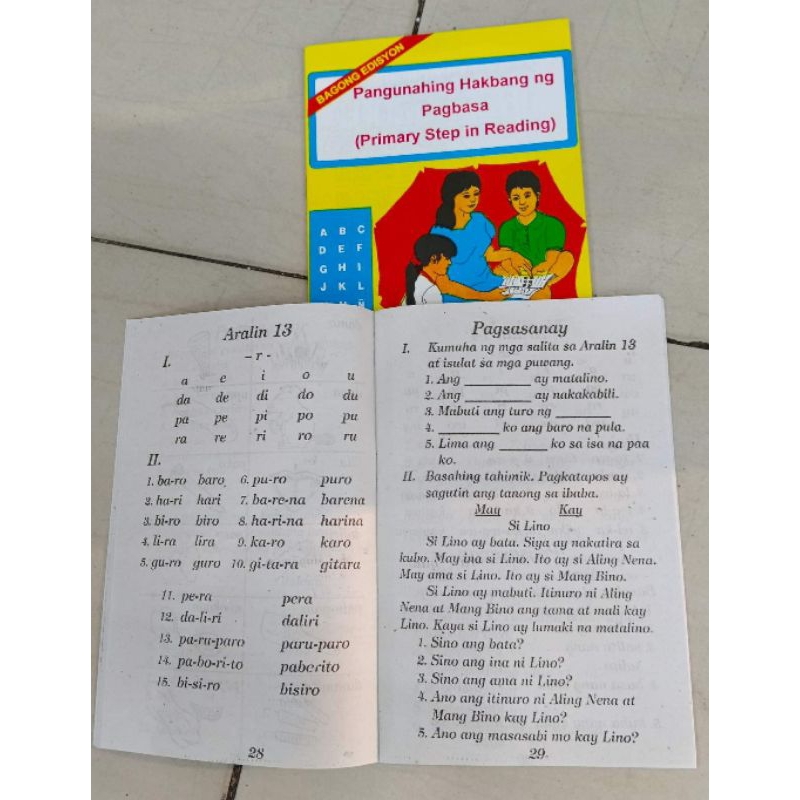 BAGONG EDISYON
Pangunahing Hakbang ng
Pagbasa
(Primary Step in Reading)
A B C
D E F
G H I
J K L
Ñ
Aralin 13
I. – r -
a e i o u
da de di do du
pa pe pi po pu
ra re ri ro ru
II.
1. ba-ro baro 6. pu-ro puro
2. ha-ri hari 7. ba-re-na barena
3. bi-ro biro 8. ha-ri-na harina
4. li-ra lira 9. ka-ro karo
5. gu-ro guro 10. gi-ta-ra gitara
11. pe-ra pera
12. da-li-ri daliri
13. pa-ru-paro paru-paro
14. pa-bo-ri-to paborito
15. bi-si-ro bisiro
28
Pagsasanay
I. Kumuha ng mga salita sa Aralin 13
at isulat sa mga puwang.
1. Ang ________ ay matalino.
2. Ang ________ ay nakakabili.
3. Mabuti ang turo ng ________
4. ________ ko ang baro na pula.
5. Lima ang ________ ko sa isa na paa
ko.
II. Basahing tahimik. Pagkatapos ay
sagutin ang tanong sa ibaba.
May Kay
Si Lino
Si Lino ay bata. Siya ay nakatira sa
kubo. May ina si Lino. Ito ay si Aling Nena.
May ama si Lino. Ito ay si Mang Bino.
Si Lino ay mabuti. Itinuro ni Aling
Nena at Mang Bino ang tama at mali kay
Lino. Kaya si Lino ay lumaki na matalino.
1. Sino ang bata?
2. Sino ang ina ni Lino?
3. Sino ang ama ni Lino?
4. Ano ang itinuro ni Aling Nena at
Mang Bino kay Lino?
5. Ano ang masasabi mo kay Lino?
29